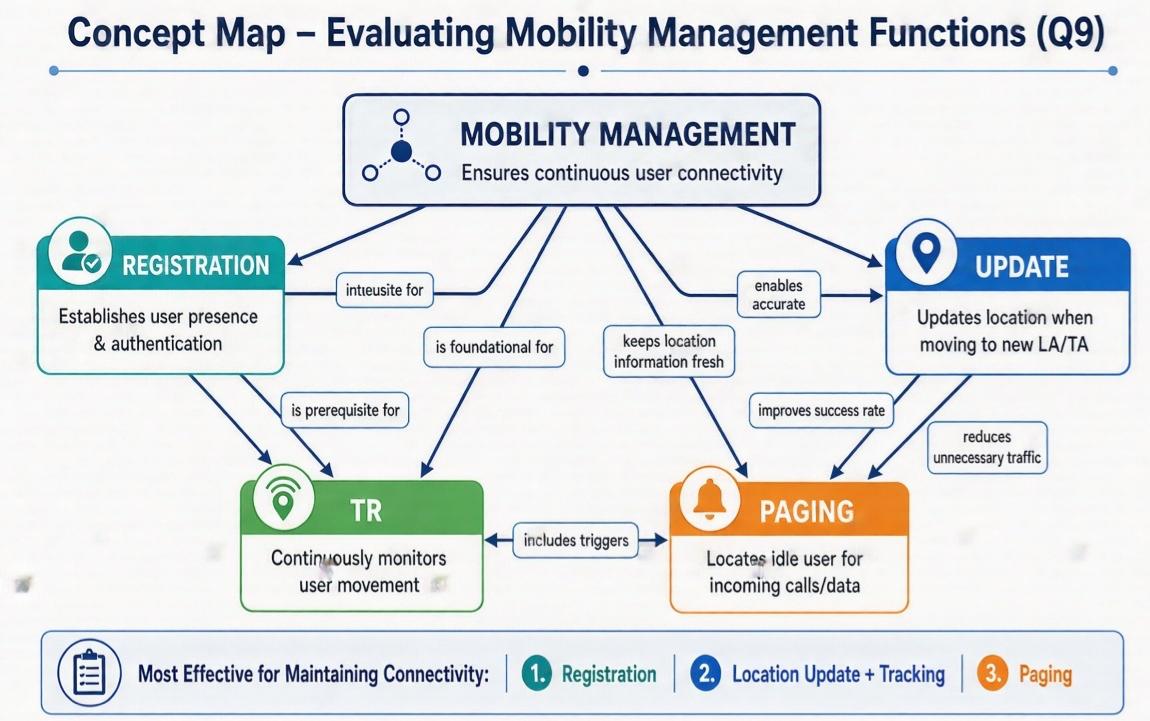 Concept Map – Evaluating Mobility Management Functions (Q9)
MOBILITY MANAGEMENT
Ensures continuous user connectivity
REGISTRATION
Establishes user presence
& authentication
inteusite for
enables
accurate
UPDATE
Updates location when
moving to new LA/TA
is foundational for
keeps location
information fresh
is prerequisite for
improves success rate
reduces
unnecessary traffic
TR
Continuously monitors
user movement
includes triggers
PAGING
Locates idle user for
incoming calls/data
Most Effective for Maintaining Connectivity:
1. Registration
2. Location Update + Tracking
3. Paging